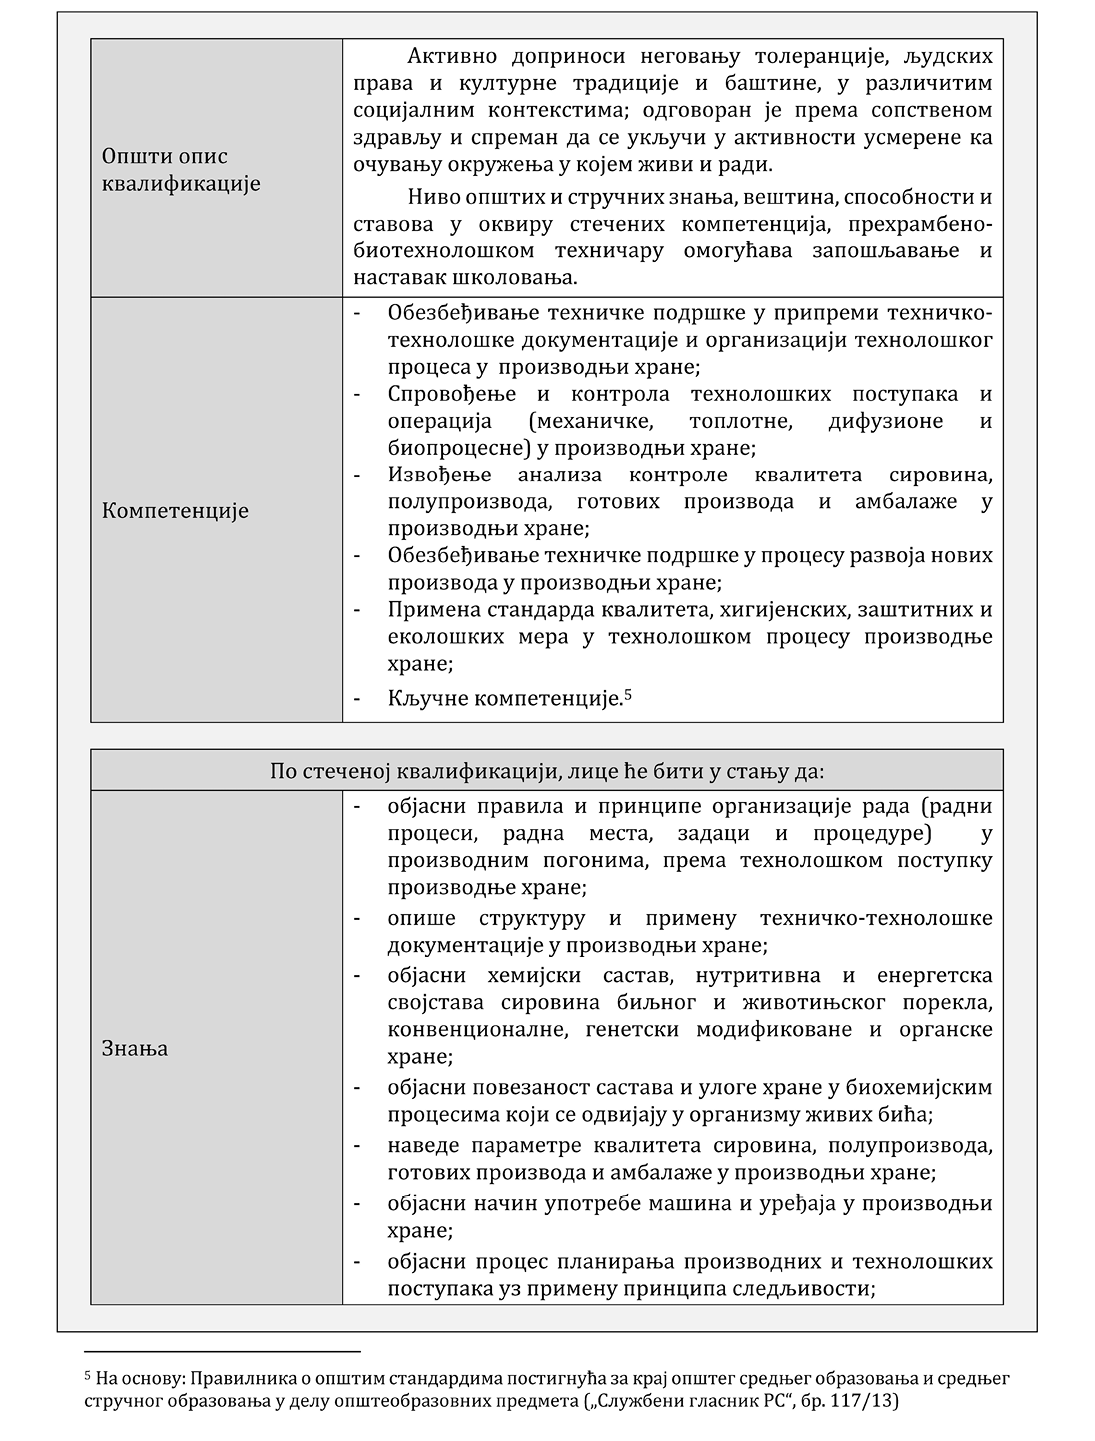 Активно доприноси неговању толеранције, људских
права и културне традиције и баштине, у различитим
социјалним контекстима; одговоран је према сопственом
здрављу и спреман да се укључи у активности усмерене ка
очувању окружења у којем живи и ради.
Општи опис
квалификације
Ниво општих и стручних знања, вештина, способности и
ставова у оквиру стечених компетенција, прехрамбено-
биотехнолошком техничару омогућава запошљавање и
наставак школовања.
Компетенције
- Обезбеђивање техничке подршке у припреми техничко-
технолошке документације и организацији технолошког
процеса у производњи хране;
- Спровођење и контрола технолошких поступака и
операција (механичке, топлотне, дифузионе и
биопроцесне) у производњи хране;
- Извођење анализа контроле квалитета сировина,
полупроизвода, готових производа и амбалаже у
производњи хране;
- Обезбеђивање техничке подршке у процесу развоја нових
производа у производњи хране;
- Примена стандарда квалитета, хигијенских, заштитних и
еколошких мера у технолошком процесу производње
хране;
- Кључне компетенције.⁵
По стеченој квалификацији, лице ће бити у стању да:
Знања
- објасни правила и принципе организације рада (радни
процеси, радна места, задаци и процедуре) у
производним погонима, према технолошком поступку
производње хране;
- опише структуру и примену техничко-технолошке
документације у производњи хране;
- објасни хемијски састав, нутритивна и енергетска
својстава сировина биљног и животињског порекла,
конвенционалне, генетски модификоване и органске
хране;
- објасни повезаност састава и улоге хране у биохемијским
процесима који се одвијају у организму живих бића;
- наведе параметре квалитета сировина, полупроизвода,
готових производа и амбалаже у производњи хране;
- објасни начин употребе машина и уређаја у производњи
хране;
- објасни процес планирања производних и технолошких
поступака уз примену принципа следљивости;
⁵ На основу: Правилника о општим стандардима постигнућа за крај општег средњег образовања и средњег
стручног образовања у делу општеобразовних предмета („Службени гласник РС“, бр. 117/13)